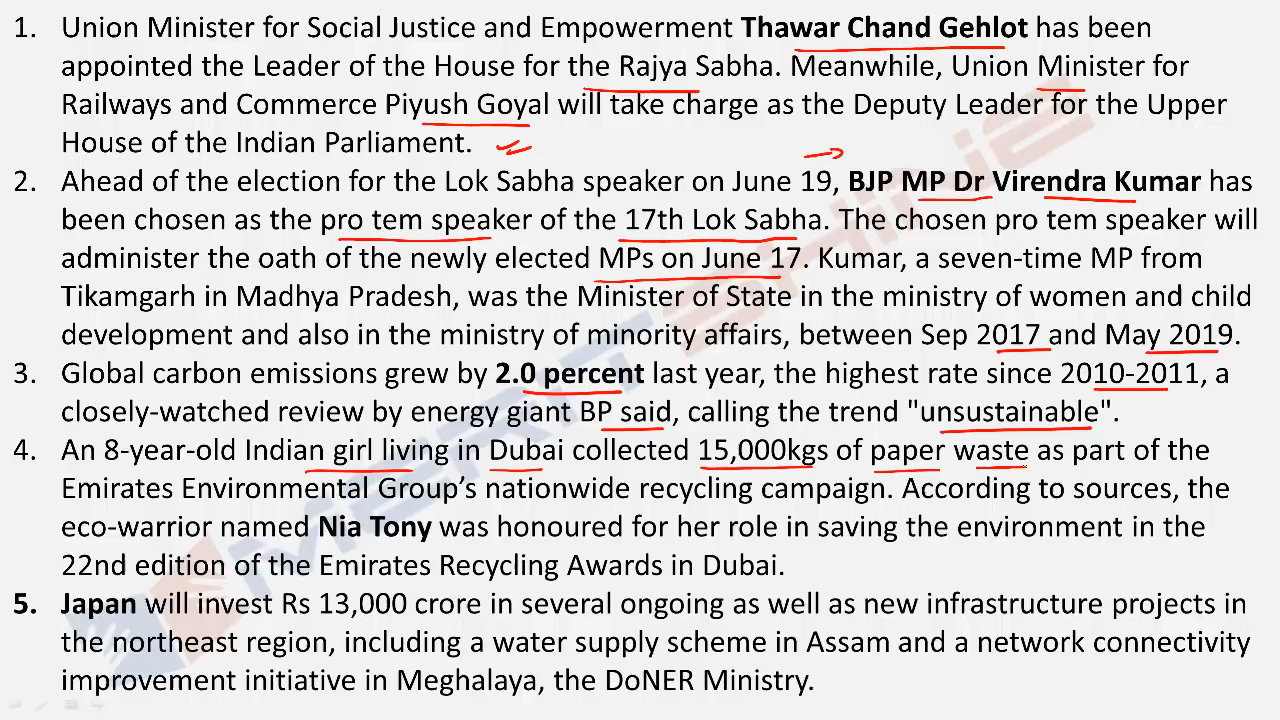 1. Union Minister for Social Justice and Empowerment Thawar Chand Gehlot has been
appointed the Leader of the House for the Rajya Sabha. Meanwhile, Union Minister for
Railways and Commerce Piyush Goyal will take charge as the Deputy Leader for the Upper
House of the Indian Parliament.
2. Ahead of the election for the Lok Sabha speaker on June 19, BJP MP Dr Virendra Kumar has
been chosen as the pro tem speaker of the 17th Lok Sabha. The chosen pro tem speaker will
administer the oath of the newly elected MPs on June 17. Kumar, a seven-time MP from
Tikamgarh in Madhya Pradesh, was the Minister of State in the ministry of women and child
development and also in the ministry of minority affairs, between Sep 2017 and May 2019.
3. Global carbon emissions grew by 2.0 percent last year, the highest rate since 2010-2011, a
closely-watched review by energy giant BP said, calling the trend "unsustainable".
4. An 8-year-old Indian girl living in Dubai collected 15,000kgs of paper waste as part of the
Emirates Environmental Group’s nationwide recycling campaign. According to sources, the
eco-warrior named Nia Tony was honoured for her role in saving the environment in the
22nd edition of the Emirates Recycling Awards in Dubai.
5. Japan will invest Rs 13,000 crore in several ongoing as well as new infrastructure projects in
the northeast region, including a water supply scheme in Assam and a network connectivity
improvement initiative in Meghalaya, the DoNER Ministry.
MERITSHINE